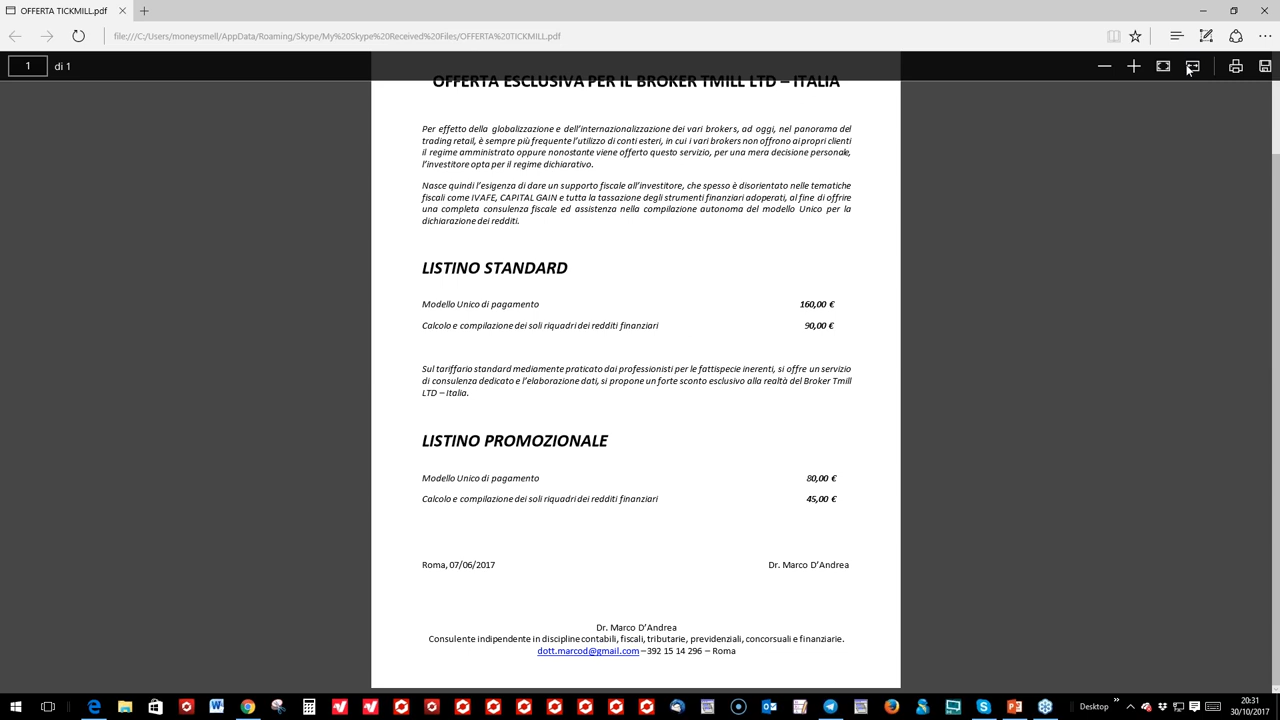 OFFERTA TICKMILL.pdf
file:///C:/Users/moneysmell/AppData/Roaming/Skype/My%20Skype%20Received%20Files/OFFERTA%20TICKMILL.pdf
1 di 1
OFFERTA ESCLUSIVA PER IL BROKER TMILL LTD – ITALIA
Per effetto della globalizzazione e dell'internazionalizzazione dei vari brokers, ad oggi, nel panorama del
trading retail, è sempre più frequente l'utilizzo di conti esteri, in cui i vari brokers non offrono ai propri clienti
il regime amministrato oppure nonostante viene offerto questo servizio, per una mera decisione personale,
l'investitore opta per il regime dichiarativo.
Nasce quindi l'esigenza di dare un supporto fiscale all'investitore, che spesso è disorientato nelle tematiche
fiscali come IVAFE, CAPITAL GAIN e tutta la tassazione degli strumenti finanziari adoperati, al fine di offrire
una completa consulenza fiscale ed assistenza nella compilazione autonoma del modello Unico per la
dichiarazione dei redditi.
LISTINO STANDARD
Modello Unico di pagamento 160,00 €
Calcolo e compilazione dei soli riquadri dei redditi finanziari 90,00 €
Sul tariffario standard mediamente praticato dai professionisti per le fattispecie inerenti, si offre un servizio
di consulenza dedicato e l'elaborazione dati, si propone un forte sconto esclusivo alla realtà del Broker Tmill
LTD – Italia.
LISTINO PROMOZIONALE
Modello Unico di pagamento 80,00 €
Calcolo e compilazione dei soli riquadri dei redditi finanziari 45,00 €
Roma, 07/06/2017 Dr. Marco D'Andrea
Dr. Marco D'Andrea
Consulente indipendente in discipline contabili, fiscali, tributarie, previdenziali, concorsuali e finanziarie.
dott.marcod@gmail.com – 392 15 14 296 – Roma
Desktop
20:31
30/10/2017